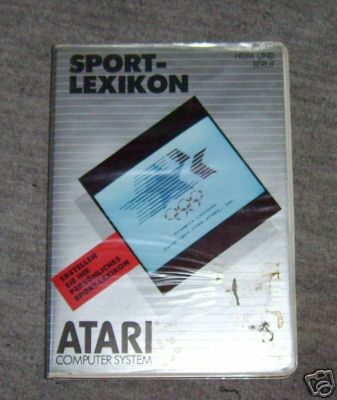 SPORT-
LEXIKON
HEIM UND
BERUF
ERSTELLEN
SIE IHR
PERSÖNLICHES
SPORT-LEXIKON
ATARI
COMPUTER SYSTEM